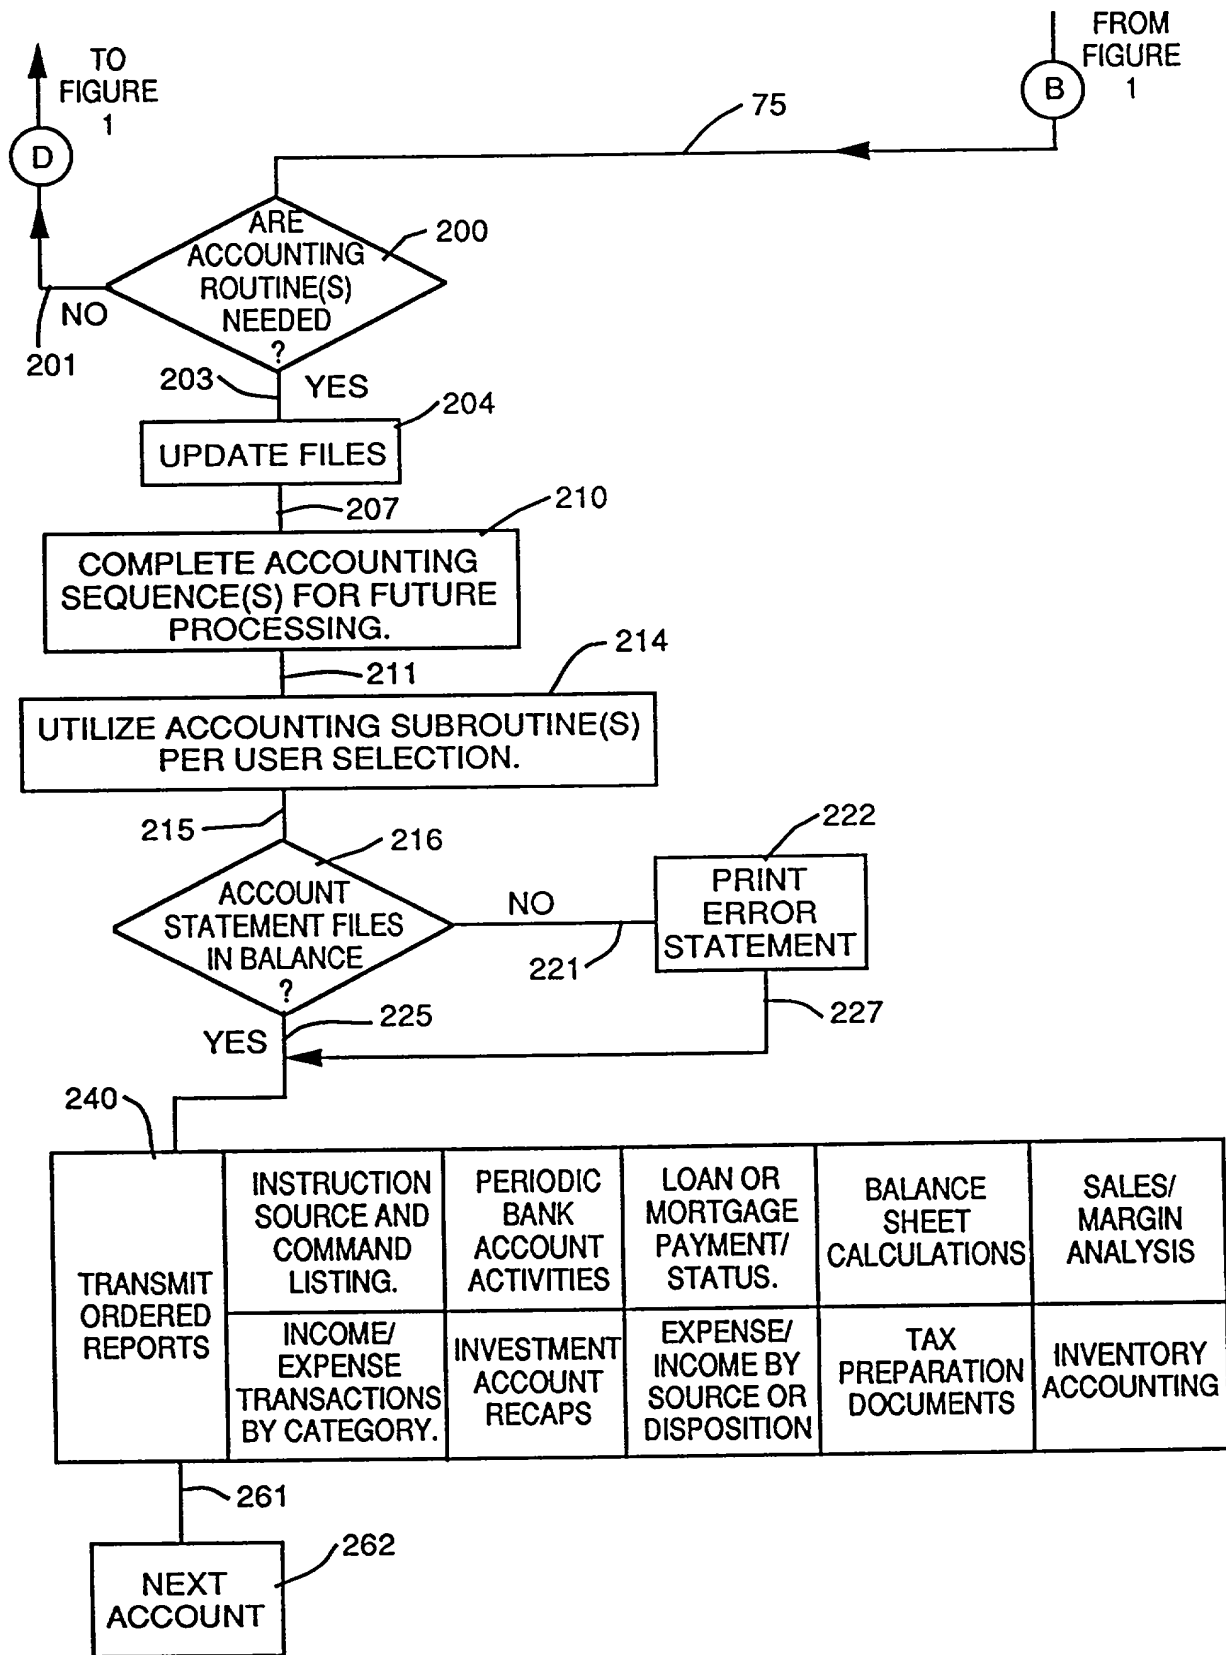 TO
FIGURE
1
D
FROM
FIGURE
1
B
75
ARE
ACCOUNTING
ROUTINE(S)
NEEDED
?
200
NO
201
203
YES
204
UPDATE FILES
207
210
COMPLETE ACCOUNTING
SEQUENCE(S) FOR FUTURE
PROCESSING.
211
214
UTILIZE ACCOUNTING SUBROUTINE(S)
PER USER SELECTION.
215
216
ACCOUNT
STATEMENT FILES
IN BALANCE
?
NO
221
222
PRINT
ERROR
STATEMENT
227
225
YES
240
TRANSMIT
ORDERED
REPORTS
INSTRUCTION
SOURCE AND
COMMAND
LISTING.
PERIODIC
BANK
ACCOUNT
ACTIVITIES
LOAN OR
MORTGAGE
PAYMENT/
STATUS.
BALANCE
SHEET
CALCULATIONS
SALES/
MARGIN
ANALYSIS
INCOME/
EXPENSE
TRANSACTIONS
BY CATEGORY.
INVESTMENT
ACCOUNT
RECAPS
EXPENSE/
INCOME BY
SOURCE OR
DISPOSITION
TAX
PREPARATION
DOCUMENTS
INVENTORY
ACCOUNTING
261
262
NEXT
ACCOUNT